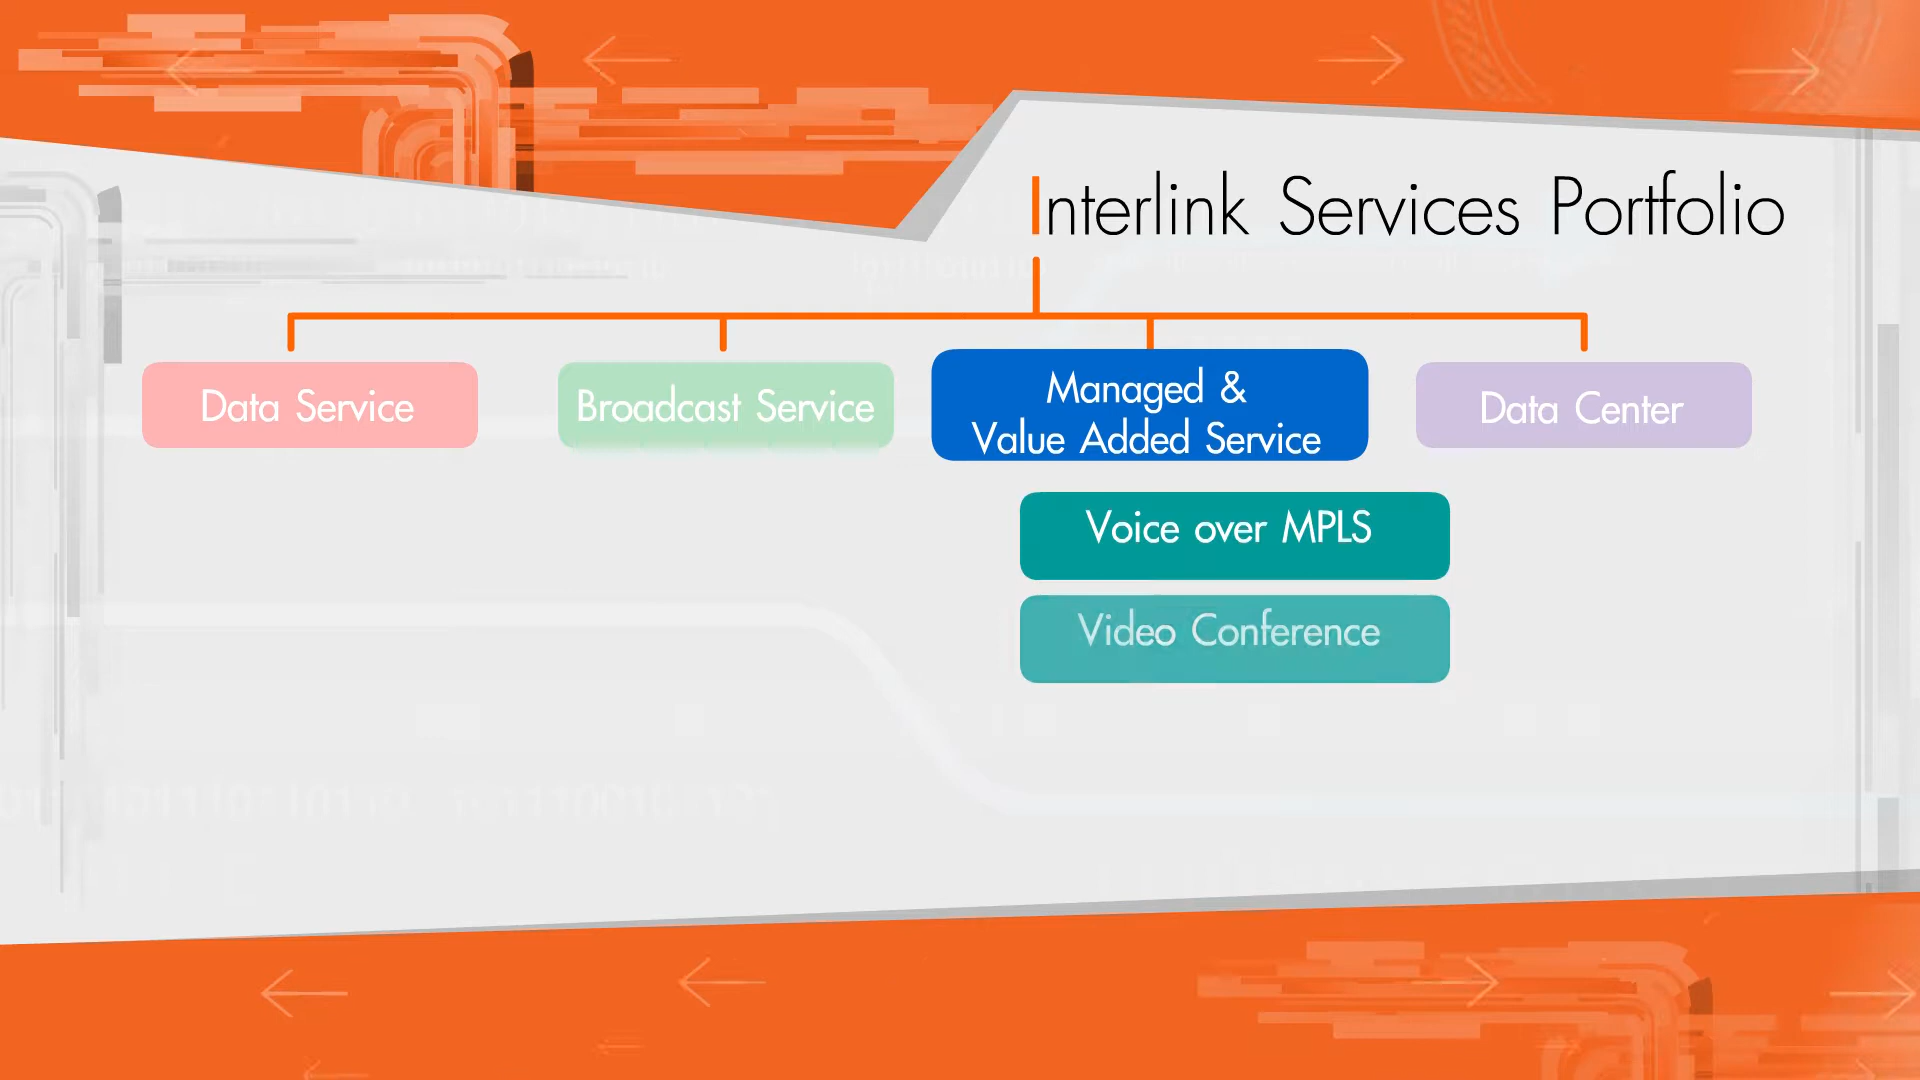 Interlink Services Portfolio
Data Service
Broadcast Service
Managed &
Value Added Service
Data Center
Voice over MPLS
Video Conference